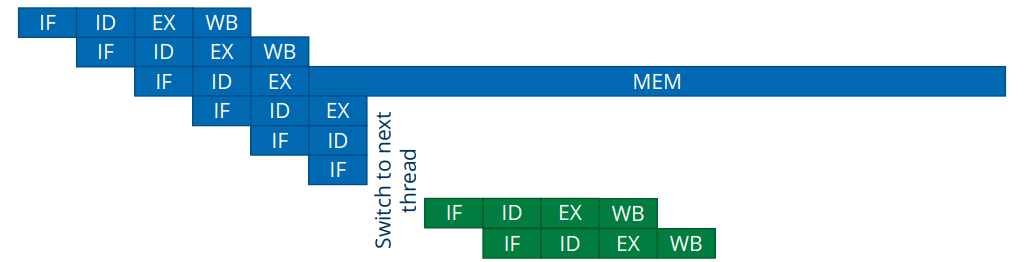 IF ID EX WB
IF ID EX WB
IF ID EX MEM
IF ID EX
IF ID
IF
Switch to next
thread
IF ID EX WB
IF ID EX WB